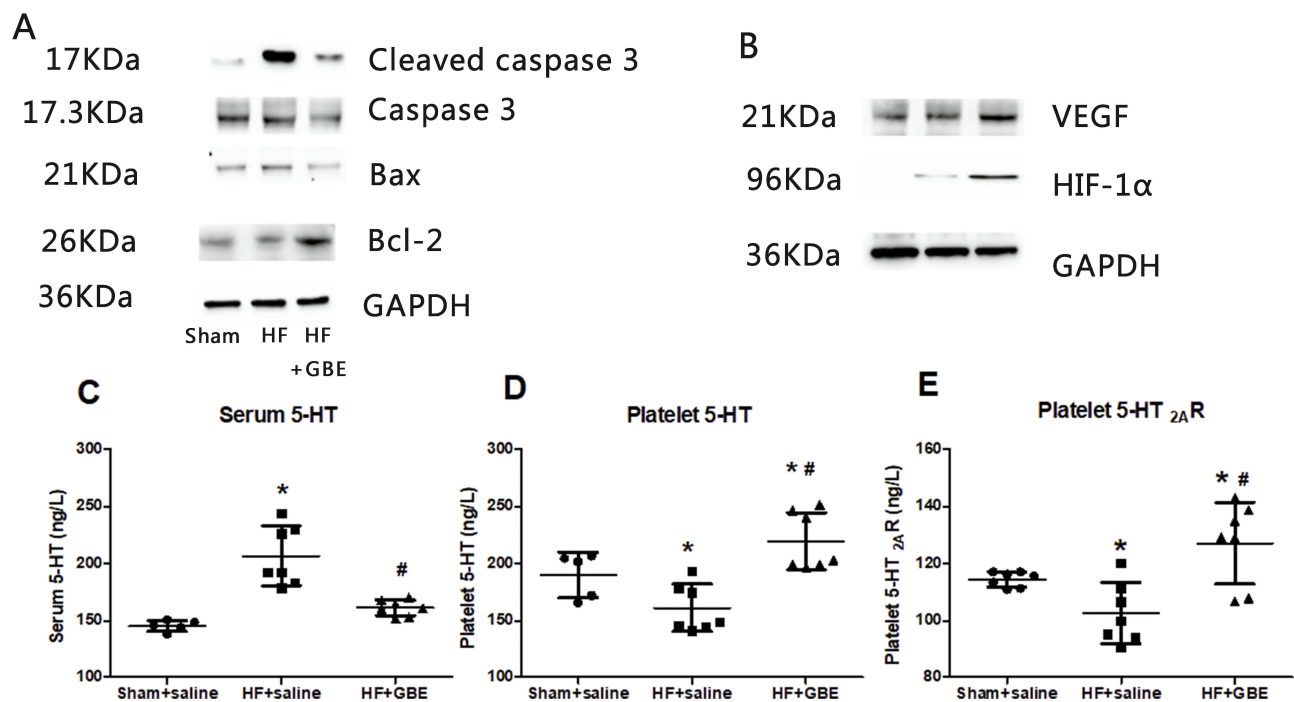 A
17KDa Cleaved caspase 3
17.3KDa Caspase 3
21KDa Bax
26KDa Bcl-2
36KDa GAPDH
Sham HF HF
+GBE
B
21KDa VEGF
96KDa HIF-1α
36KDa GAPDH
C
Serum 5-HT
Serum 5-HT (ng/L)
300
250
200
150
100
*
#
Sham+saline HF+saline HF+GBE
D
Platelet 5-HT
Platelet 5-HT (ng/L)
300
250
200
150
100
*
* #
Sham+saline HF+saline HF+GBE
E
Platelet 5-HT 2AR
Platelet 5-HT 2AR (ng/L)
160
140
120
100
80
*
* #
Sham+saline HF+saline HF+GBE